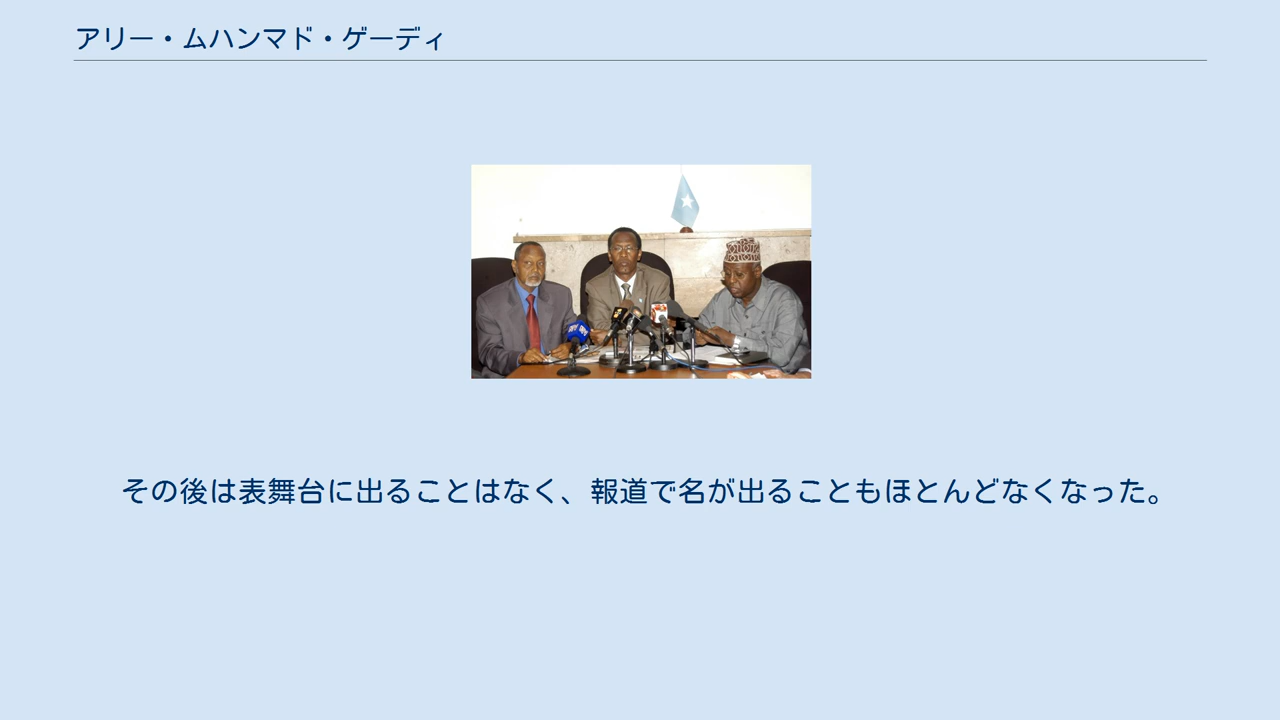 アリー・ムハンマド・ゲーディ
その後は表舞台に出ることはなく、報道で名が出ることもほとんどなくなった。